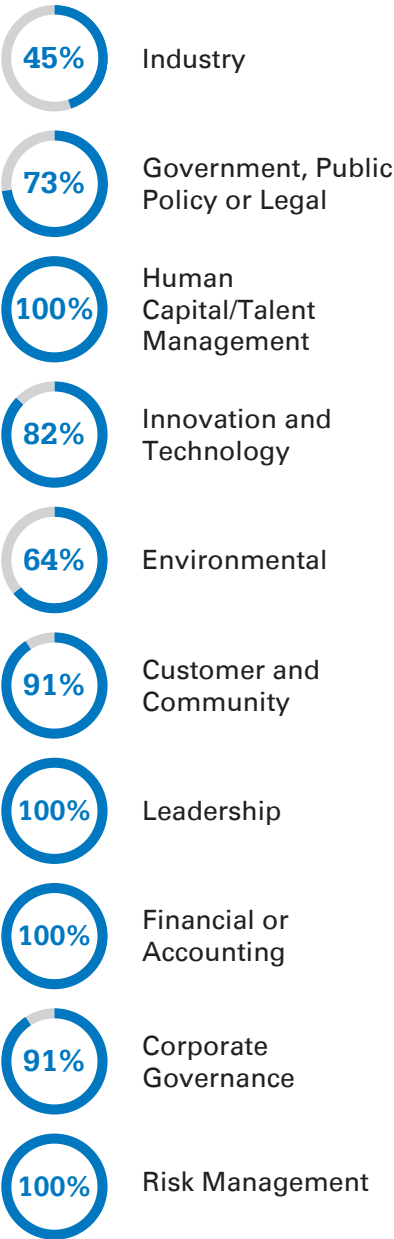 45%
Industry
73%
Government, Public
Policy or Legal
100%
Human
Capital/Talent
Management
82%
Innovation and
Technology
64%
Environmental
91%
Customer and
Community
100%
Leadership
100%
Financial or
Accounting
91%
Corporate
Governance
100%
Risk Management